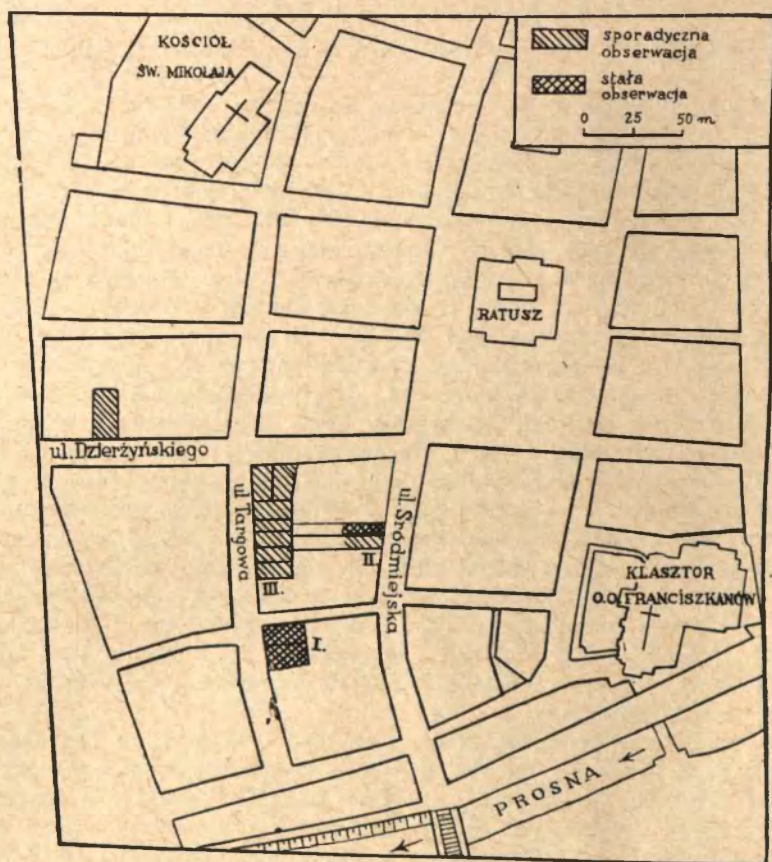 KOŚCIÓŁ
ŚW. MIKOŁAJA
sporadyczna
obserwacja
stała
obserwacja
0 25 50 m
RATUSZ
ul. Dzierżyńskiego
ul. Targowa
ul. Śródmiejska
II.
III.
I.
KLASZTOR
O.O. FRANCISZKANÓW
PROSNA